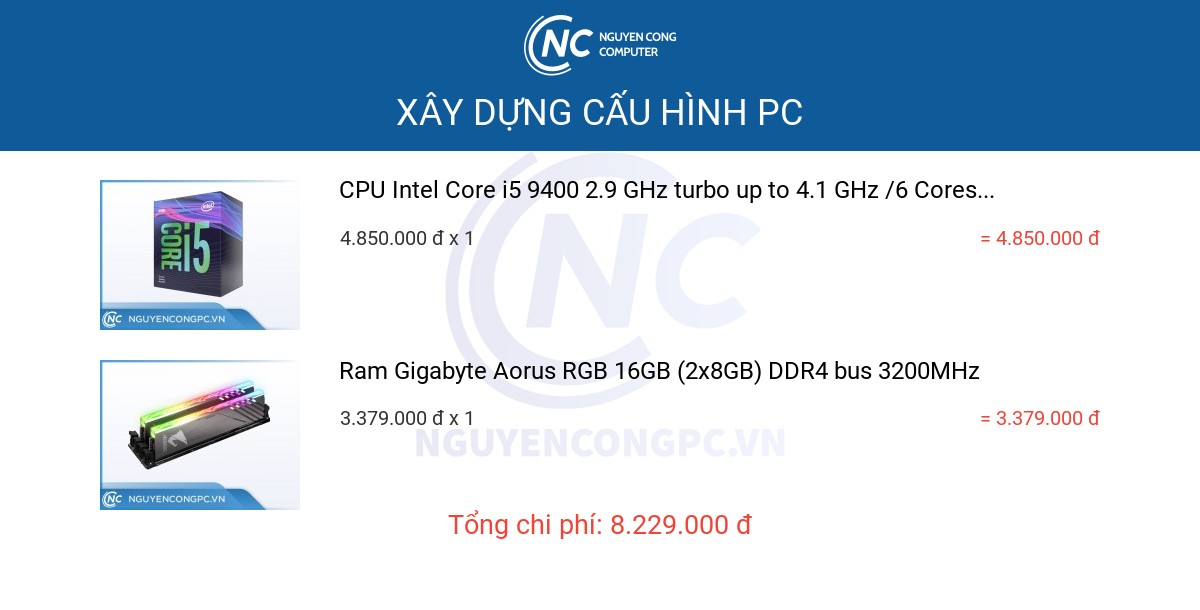 NC NGUYEN CONG
COMPUTER
XÂY DỰNG CẤU HÌNH PC
CPU Intel Core i5 9400 2.9 GHz turbo up to 4.1 GHz /6 Cores...
4.850.000 đ x 1 = 4.850.000 đ
intel
CORE i5
NC NGUYENCONGPC.VN
NC
Ram Gigabyte Aorus RGB 16GB (2x8GB) DDR4 bus 3200MHz
3.379.000 đ x 1 = 3.379.000 đ
NGUYENCONGPC.VN
NC NGUYENCONGPC.VN
Tổng chi phí: 8.229.000 đ